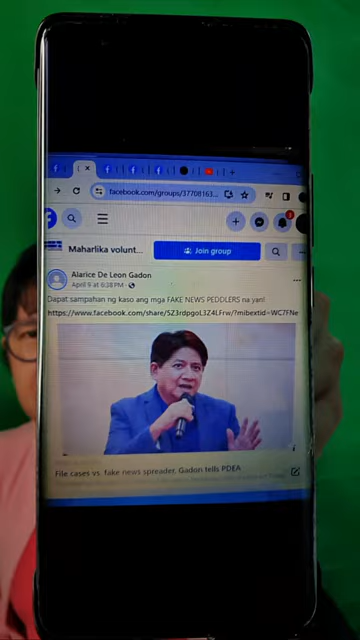 facebook.com/groups/37708163...
Maharlika volunt...
Join group
Alarice De Leon Gadon
April 9 at 6:38 PM
Dapat sampahan ng kaso ang mga FAKE NEWS PEDDLERS na yan!
https://www.facebook.com/share/5Z3rdpgoL3Z4LFrw/?mibextid=WC7FNe
File cases vs. fake news spreader, Gadon tells PDEA